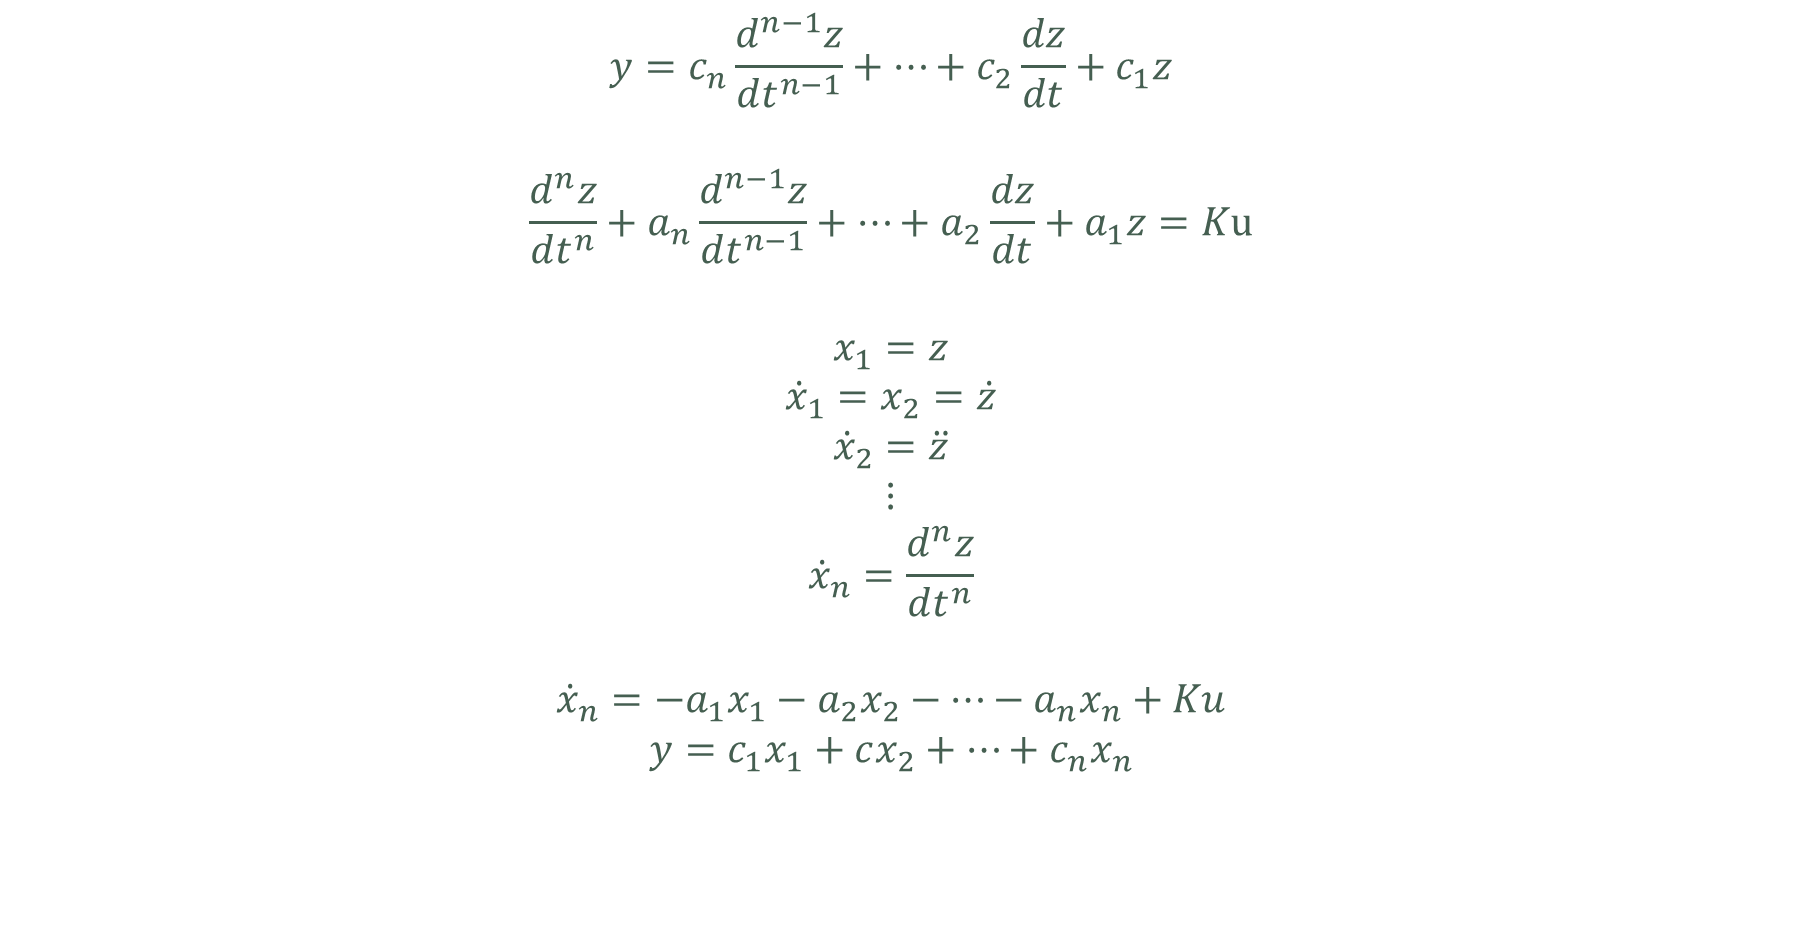 y = c_n d^{n-1}z/dt^{n-1} + ⋯ + c_2 dz/dt + c_1 z
d^n z/dt^n + a_n d^{n-1}z/dt^{n-1} + ⋯ + a_2 dz/dt + a_1 z = Ku
x_1 = z
ẋ_1 = x_2 = ż
ẋ_2 = z̈
⋮
ẋ_n = d^n z/dt^n
ẋ_n = −a_1 x_1 − a_2 x_2 − ⋯ − a_n x_n + Ku
y = c_1 x_1 + cx_2 + ⋯ + c_n x_n